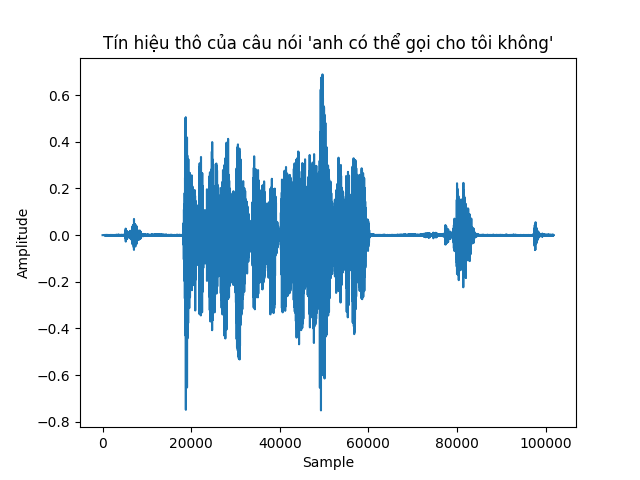 Tín hiệu thô của câu nói 'anh có thể gọi cho tôi không'
0.6
0.4
0.2
0.0
−0.2
−0.4
−0.6
−0.8
Amplitude
0 20000 40000 60000 80000 100000
Sample